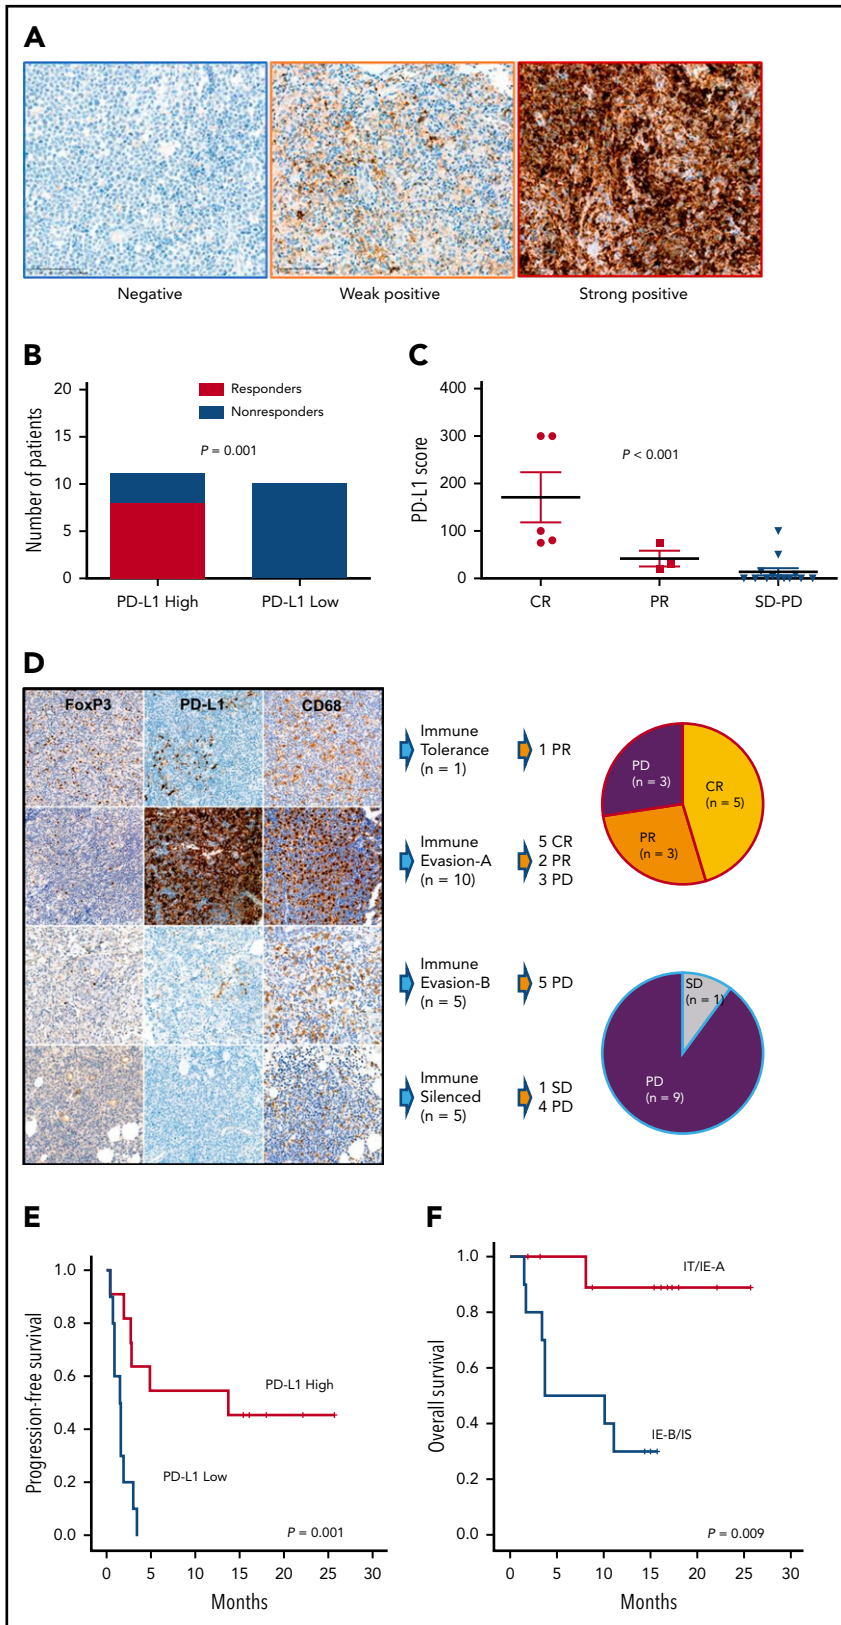 A
Negative
Weak positive
Strong positive
B
Number of patients
20
15
10
5
0
Responders
Nonresponders
P = 0.001
PD-L1 High
PD-L1 Low
C
PD-L1 score
400
300
200
100
0
P < 0.001
CR
PR
SD-PD
D
FoxP3
PD-L1
CD68
Immune
Tolerance
(n = 1)
1 PR
Immune
Evasion-A
(n = 10)
5 CR
2 PR
3 PD
Immune
Evasion-B
(n = 5)
5 PD
Immune
Silenced
(n = 5)
1 SD
4 PD
PD
(n = 3)
CR
(n = 5)
PR
(n = 3)
SD
(n = 1)
PD
(n = 9)
E
Progression-free survival
1.0
0.8
0.6
0.4
0.2
0.0
PD-L1 High
PD-L1 Low
P = 0.001
0 5 10 15 20 25 30
Months
F
Overall survival
1.0
0.8
0.6
0.4
0.2
0.0
IT/IE-A
IE-B/IS
P = 0.009
0 5 10 15 20 25 30
Months